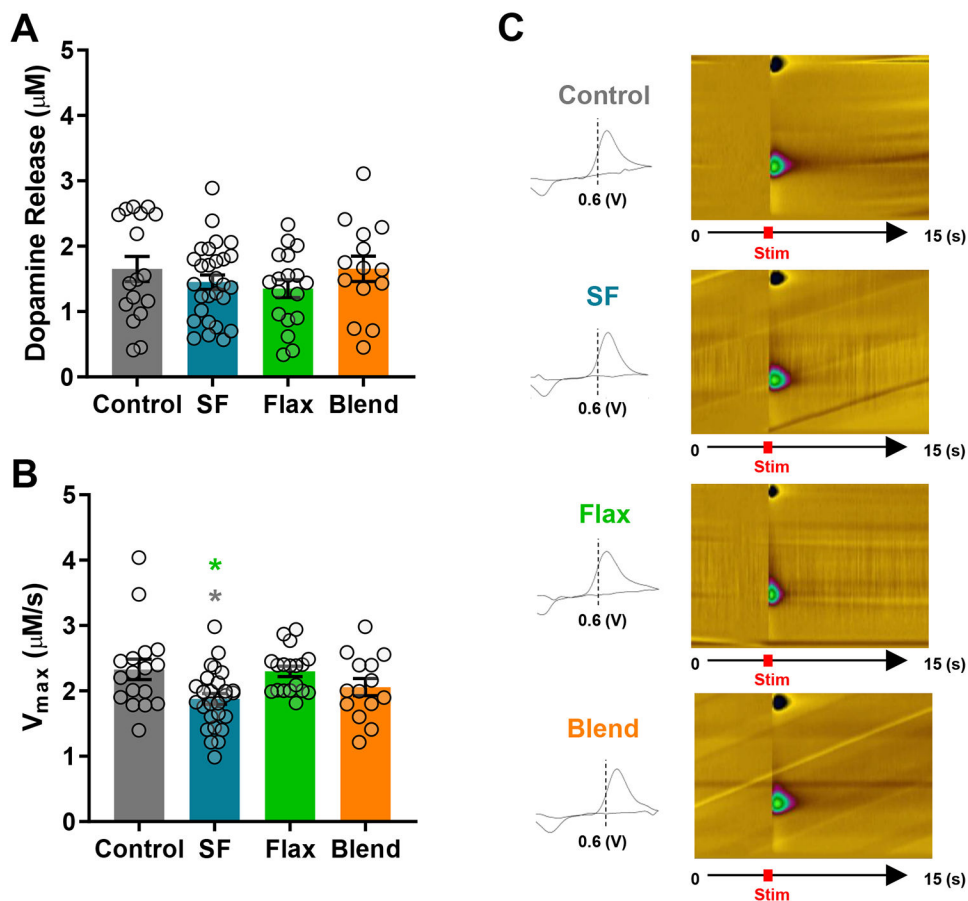 A
Dopamine Release (μM)
5
4
3
2
1
0
Control SF Flax Blend
B
Vmax (μM/s)
5
4
3
2
1
0
*
*
Control SF Flax Blend
C
Control
0.6 (V)
0 15 (s)
Stim
SF
0.6 (V)
0 15 (s)
Stim
Flax
0.6 (V)
0 15 (s)
Stim
Blend
0.6 (V)
0 15 (s)
Stim